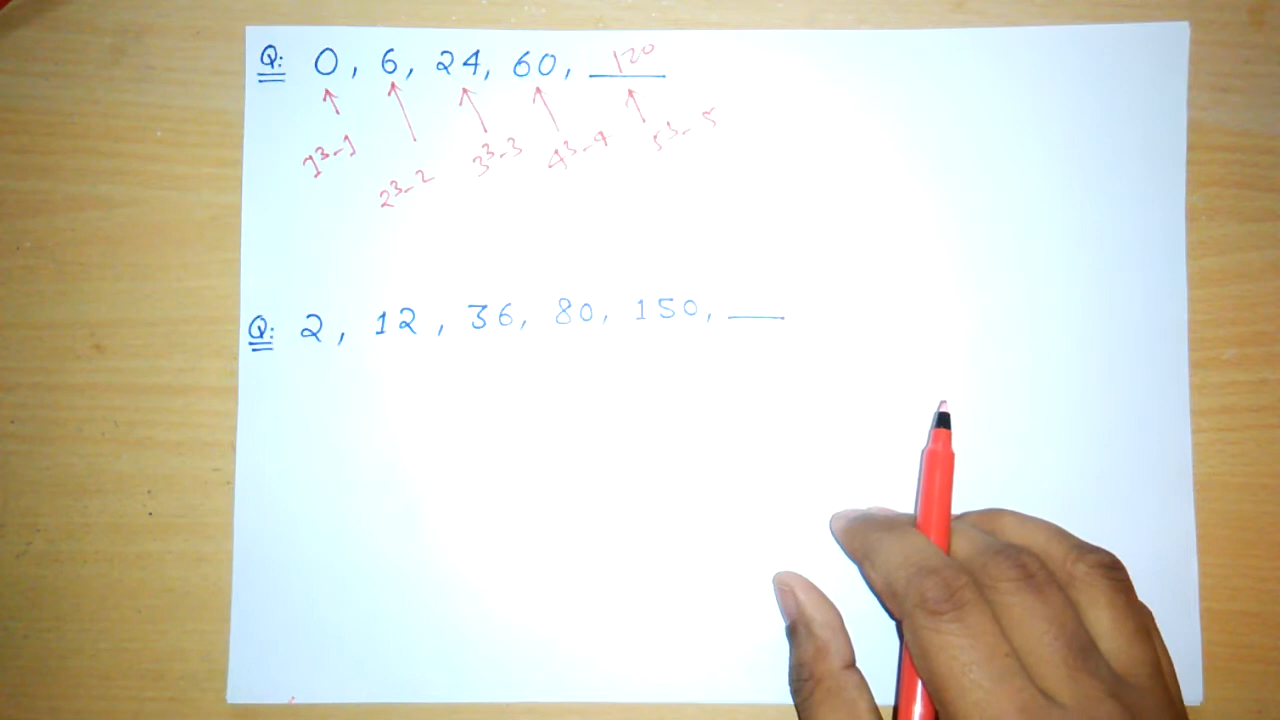 Q: 0, 6, 24, 60, 120
1³-1 2³-2 3³-3 4³-4 5³-5
Q: 2, 12, 36, 80, 150, ___